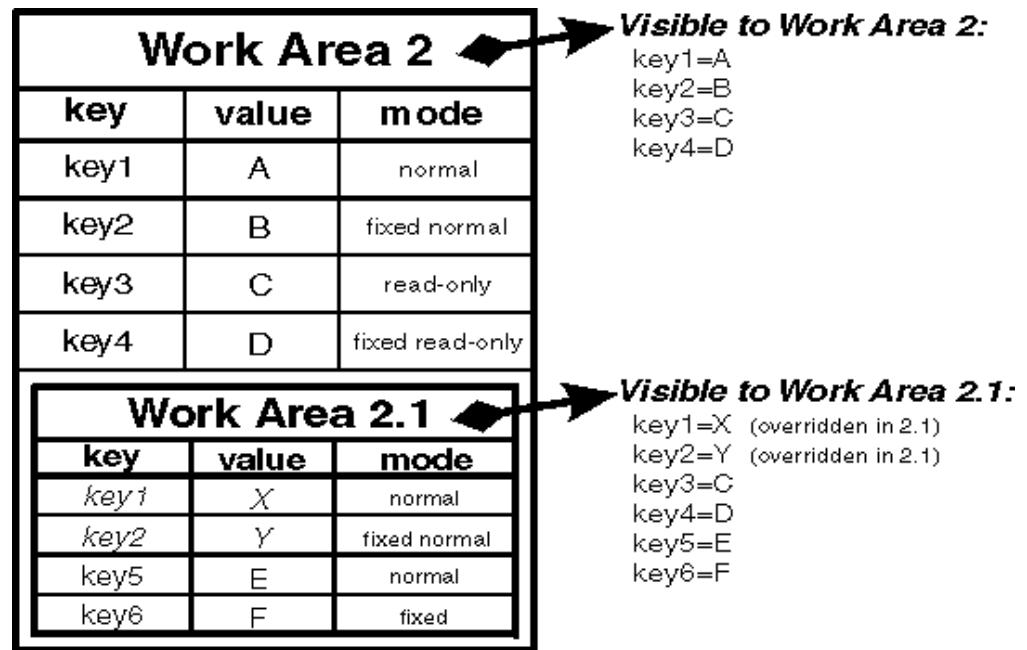 Work Area 2
key value mode
key1 A normal
key2 B fixed normal
key3 C read-only
key4 D fixed read-only
Work Area 2.1
key value mode
key1 X normal
key2 Y fixed normal
key5 E normal
key6 F fixed
Visible to Work Area 2:
key1=A
key2=B
key3=C
key4=D
Visible to Work Area 2.1:
key1=X (overridden in 2.1)
key2=Y (overridden in 2.1)
key3=C
key4=D
key5=E
key6=F